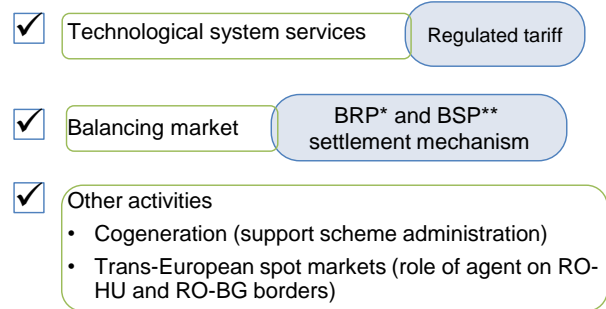 Technological system services
Regulated tariff
Balancing market
BRP* and BSP**
settlement mechanism
Other activities
• Cogeneration (support scheme administration)
• Trans-European spot markets (role of agent on RO-
HU and RO-BG borders)